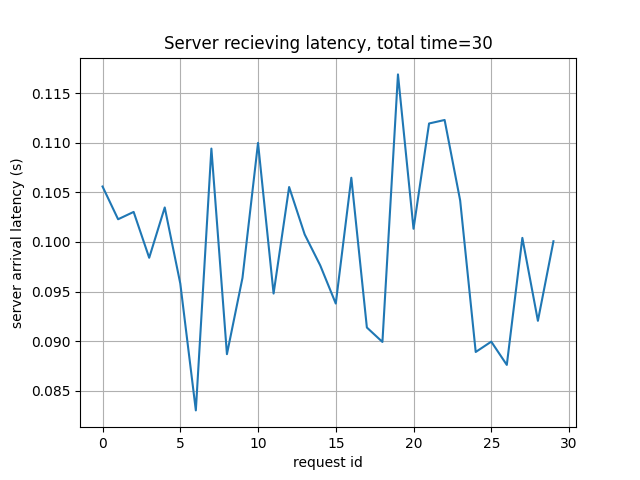 Server recieving latency, total time=30
0.115
0.110
0.105
0.100
0.095
0.090
0.085
server arrival latency (s)
0 5 10 15 20 25 30
request id